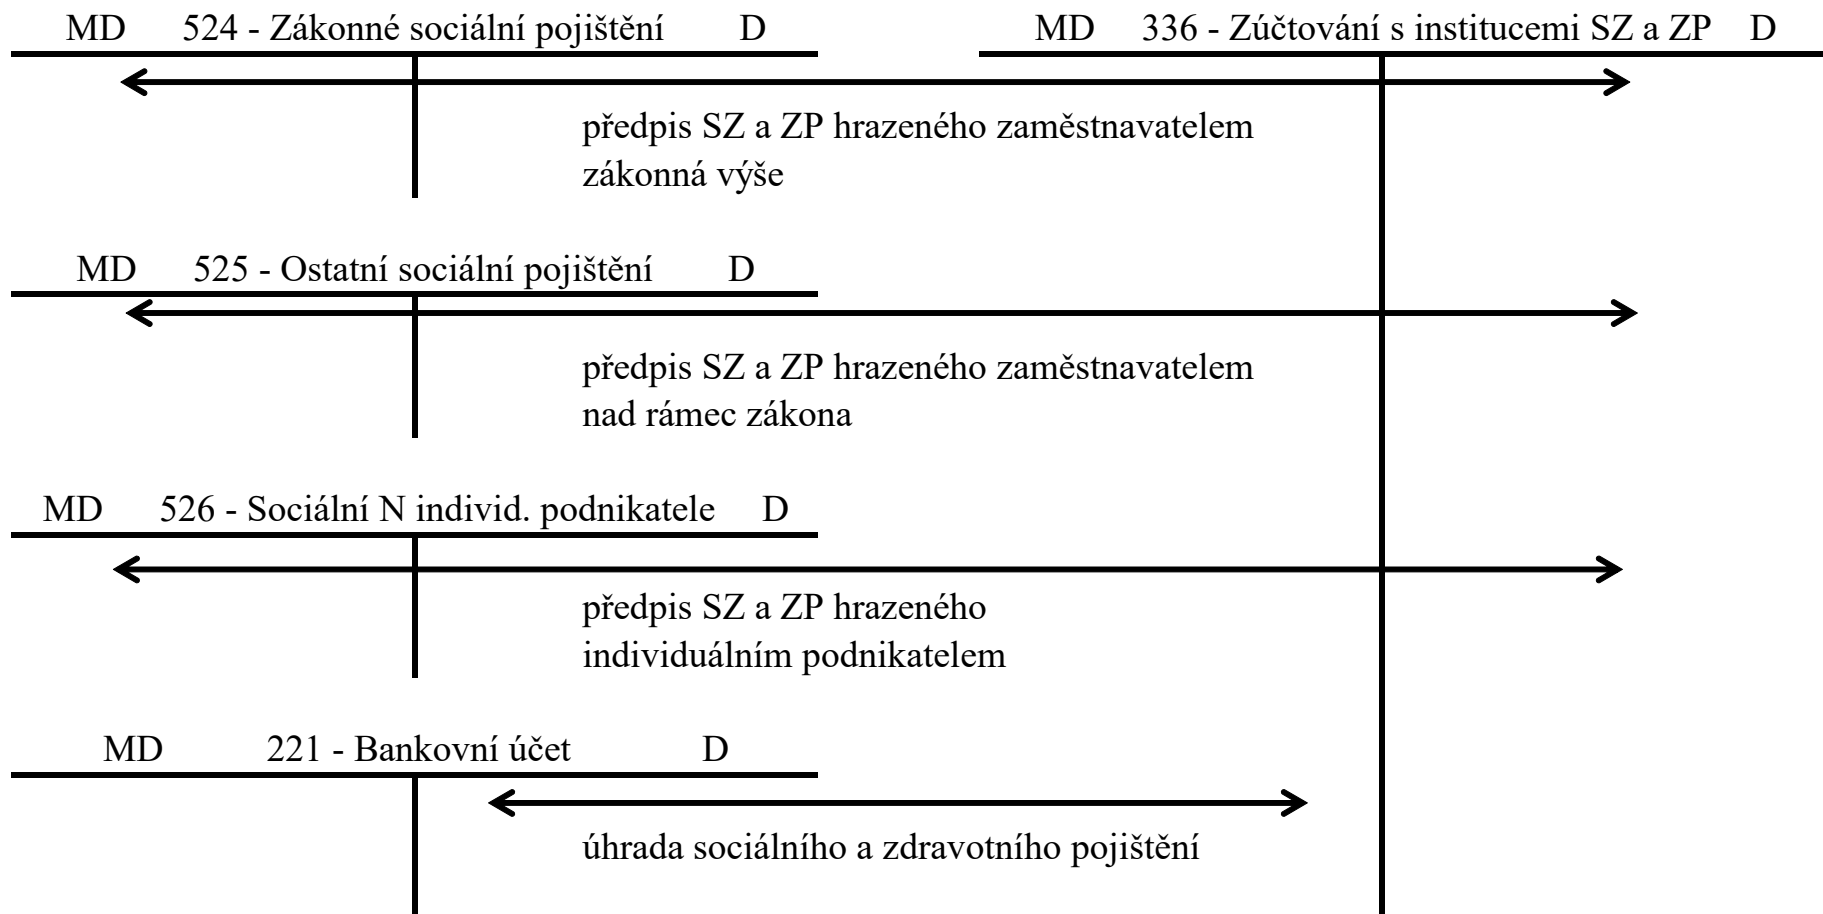 MD 524 - Zákonné sociální pojištění D MD 336 - Zúčtování s institucemi SZ a ZP D
předpis SZ a ZP hrazeného zaměstnavatelem
zákonná výše
MD 525 - Ostatní sociální pojištění D
předpis SZ a ZP hrazeného zaměstnavatelem
nad rámec zákona
MD 526 - Sociální N individ. podnikatele D
předpis SZ a ZP hrazeného
individuálním podnikatelem
MD 221 - Bankovní účet D
úhrada sociálního a zdravotního pojištění